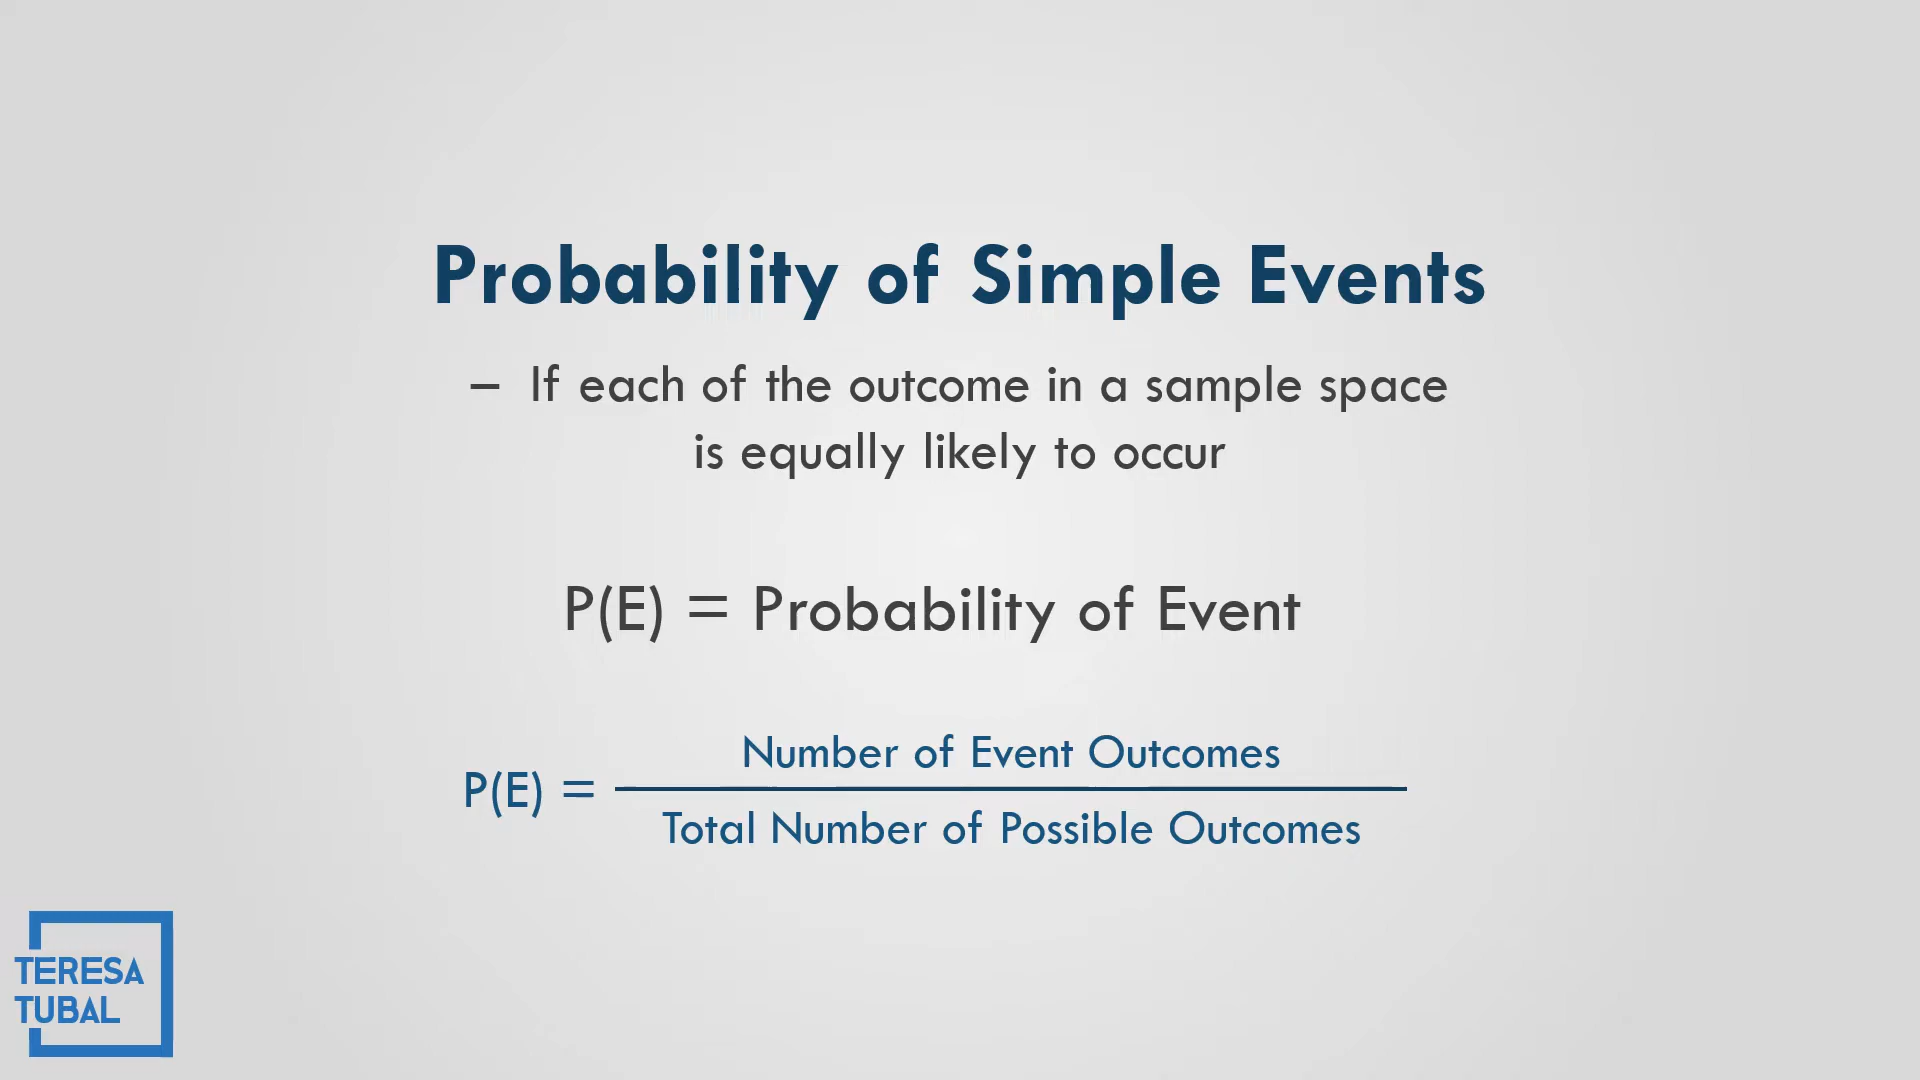 Probability of Simple Events
– If each of the outcome in a sample space
is equally likely to occur
P(E) = Probability of Event
Number of Event Outcomes
P(E) =
Total Number of Possible Outcomes
TERESA
TUBAL